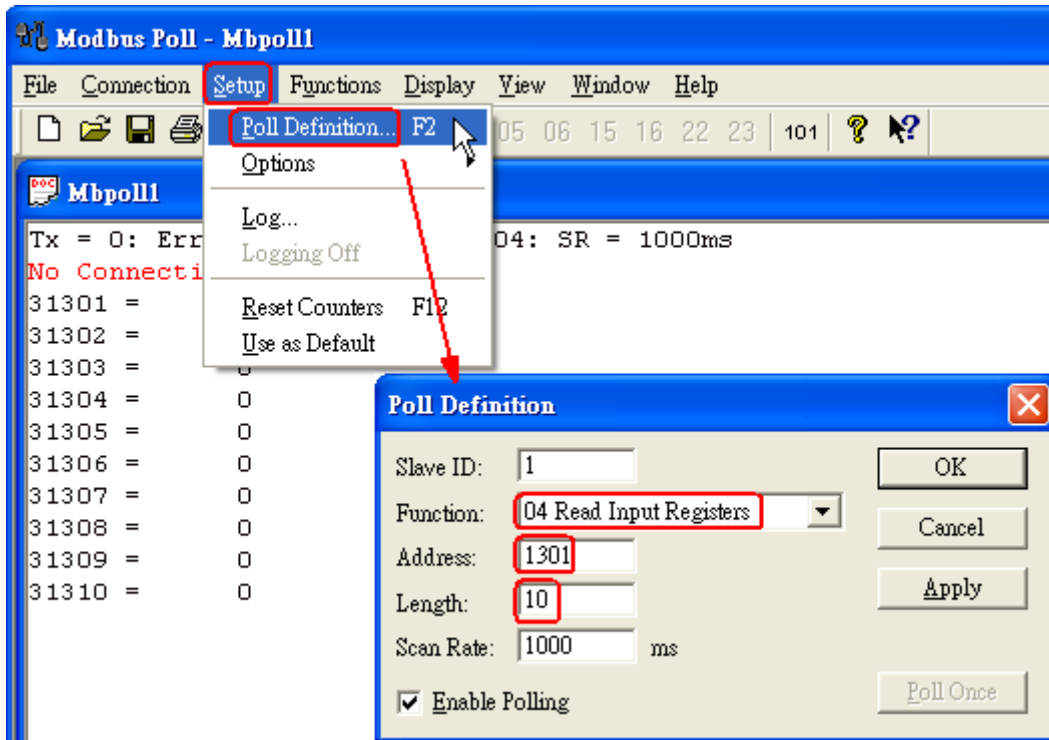 Modbus Poll - Mbpoll1
File Connection Setup Functions Display View Window Help
Poll Definition... F2
05 06 15 16 22 23 101
Options
Log...
Logging Off
Reset Counters F12
Use as Default
DOC Mbpoll1
Tx = 0: Err 04: SR = 1000ms
No Connecti
31301 =
31302 =
31303 = 0
31304 = 0
31305 = 0
31306 = 0
31307 = 0
31308 = 0
31309 = 0
31310 = 0
Poll Definition
Slave ID: 1
OK
Function: 04 Read Input Registers
Cancel
Address: 1301
Length: 10
Apply
Scan Rate: 1000 ms
Enable Polling
Poll Once